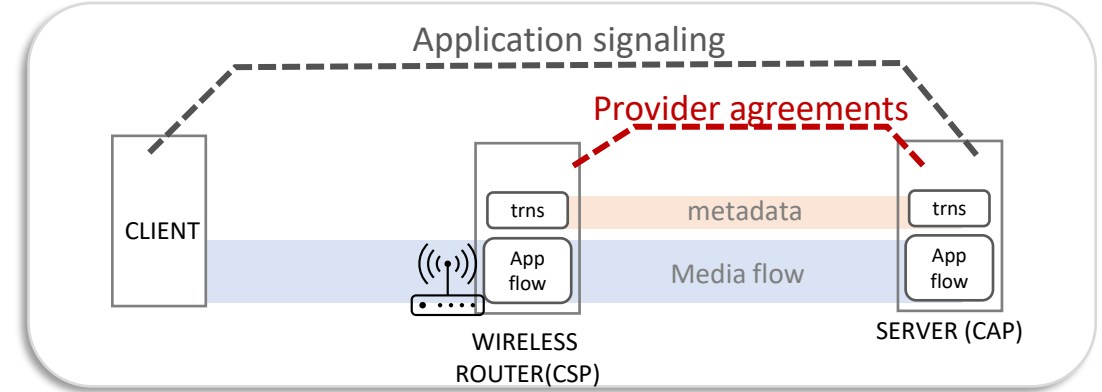 Application signaling
Provider agreements
CLIENT
trns
metadata
trns
App
flow
Media flow
App
flow
WIRELESS
ROUTER(CSP)
SERVER (CAP)